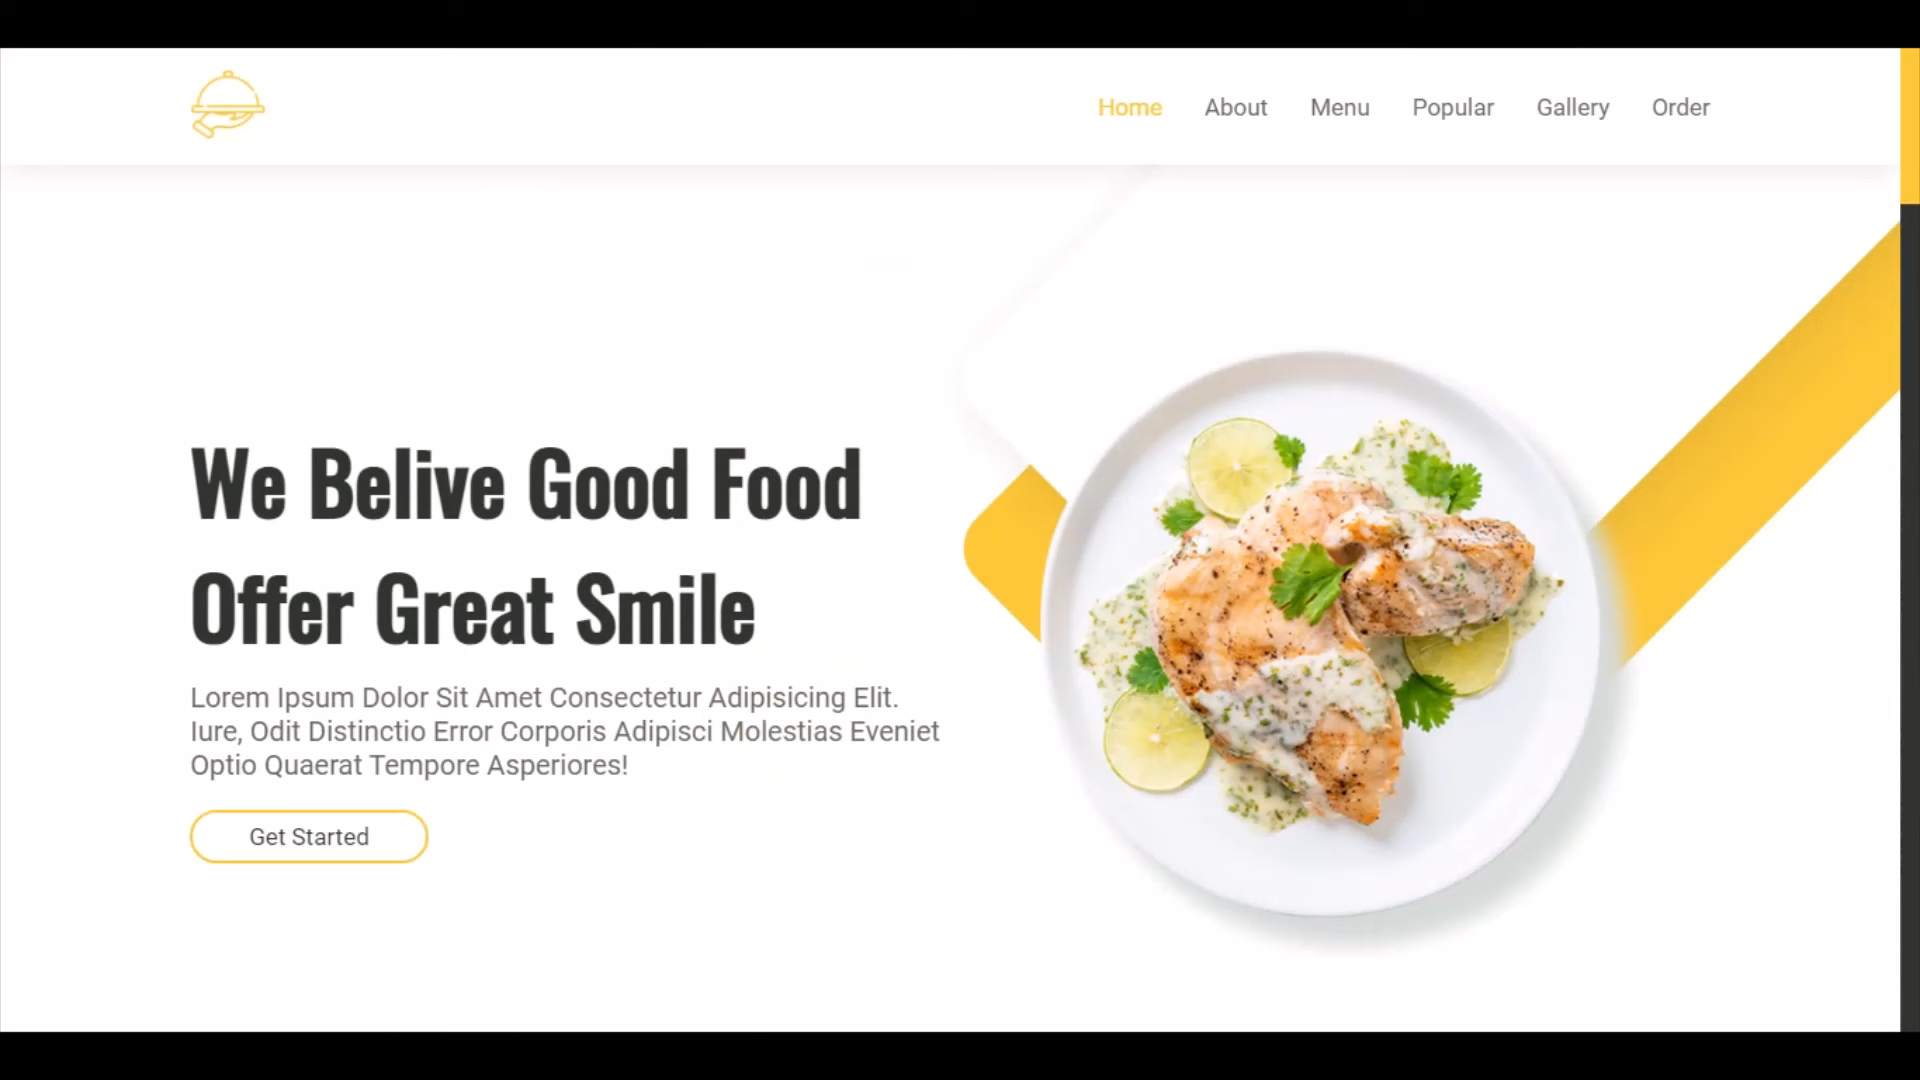 Home About Menu Popular Gallery Order
We Belive Good Food
Offer Great Smile
Lorem Ipsum Dolor Sit Amet Consectetur Adipisicing Elit.
Iure, Odit Distinctio Error Corporis Adipisci Molestias Eveniet
Optio Quaerat Tempore Asperiores!
Get Started